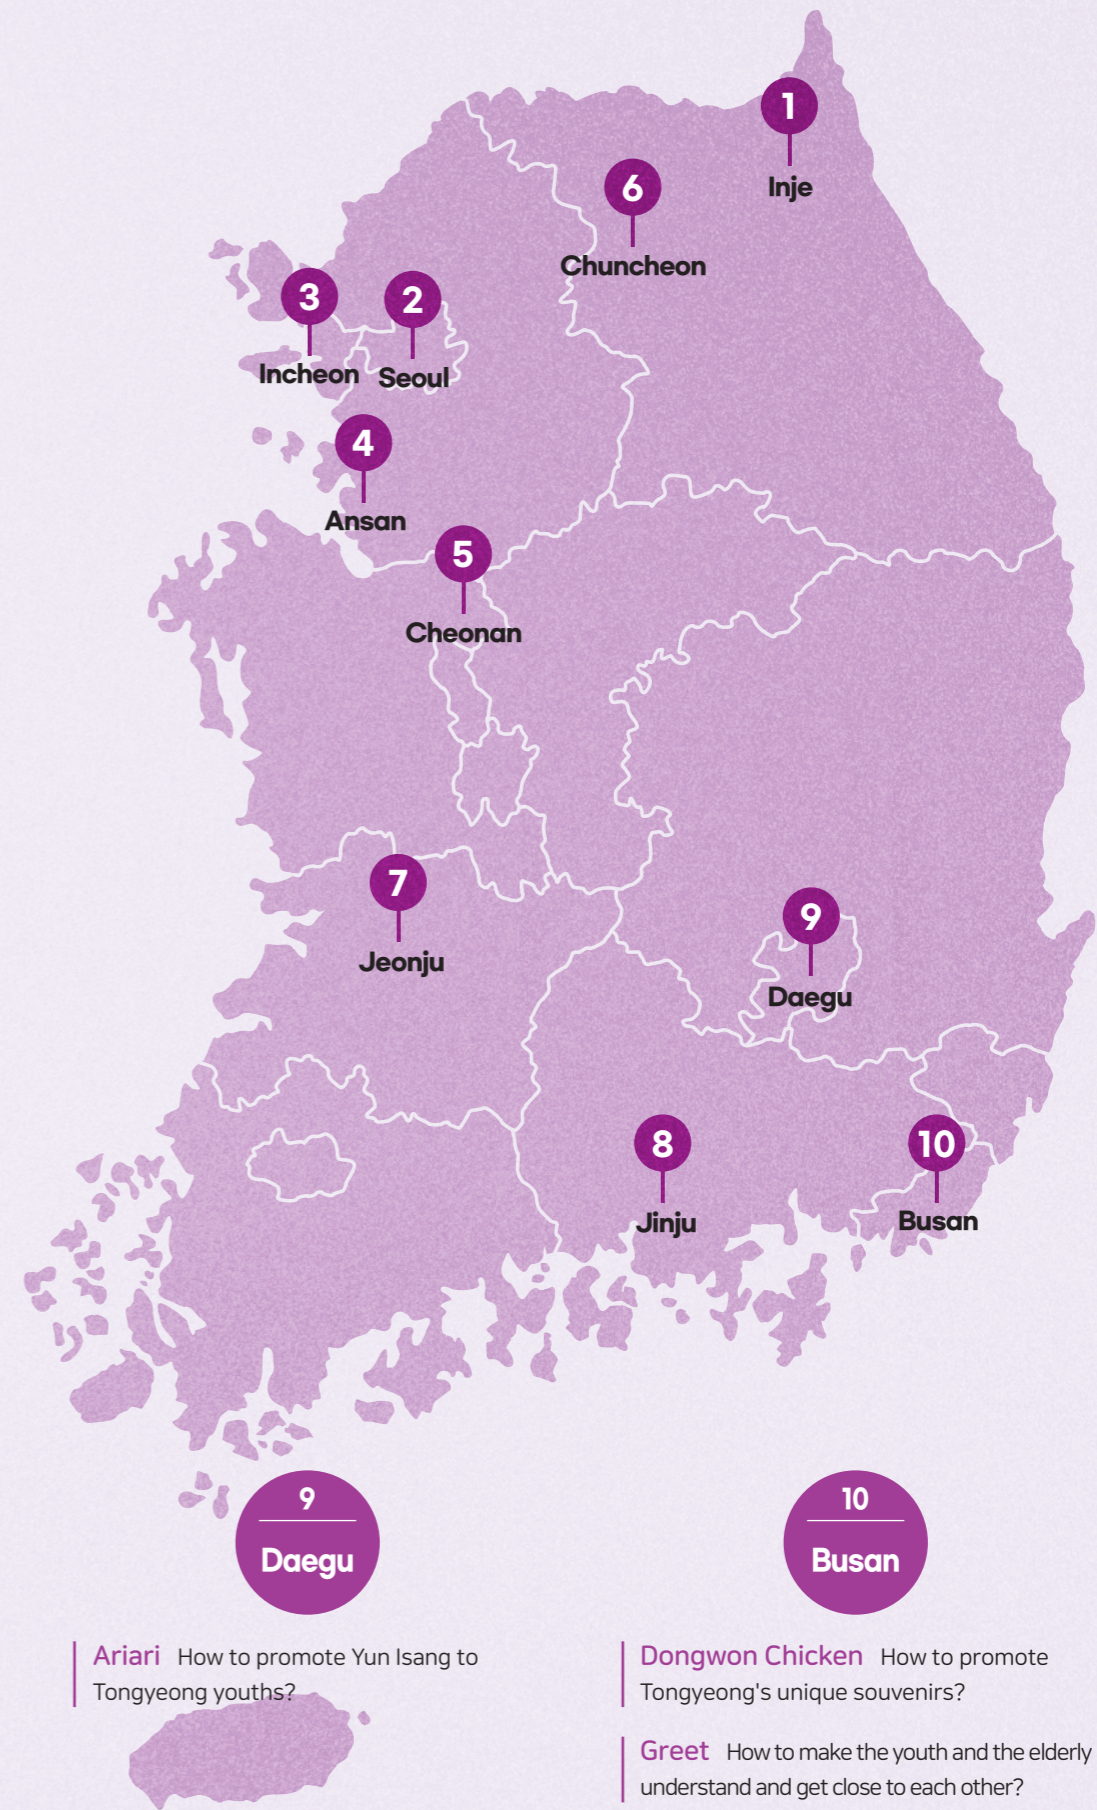 1
Inje
6
Chuncheon
3
Incheon
2
Seoul
4
Ansan
5
Cheonan
7
Jeonju
9
Daegu
8
Jinju
10
Busan
9
Daegu
Ariari How to promote Yun Isang to
Tongyeong youths?
10
Busan
Dongwon Chicken How to promote
Tongyeong's unique souvenirs?
Greet How to make the youth and the elderly
understand and get close to each other?